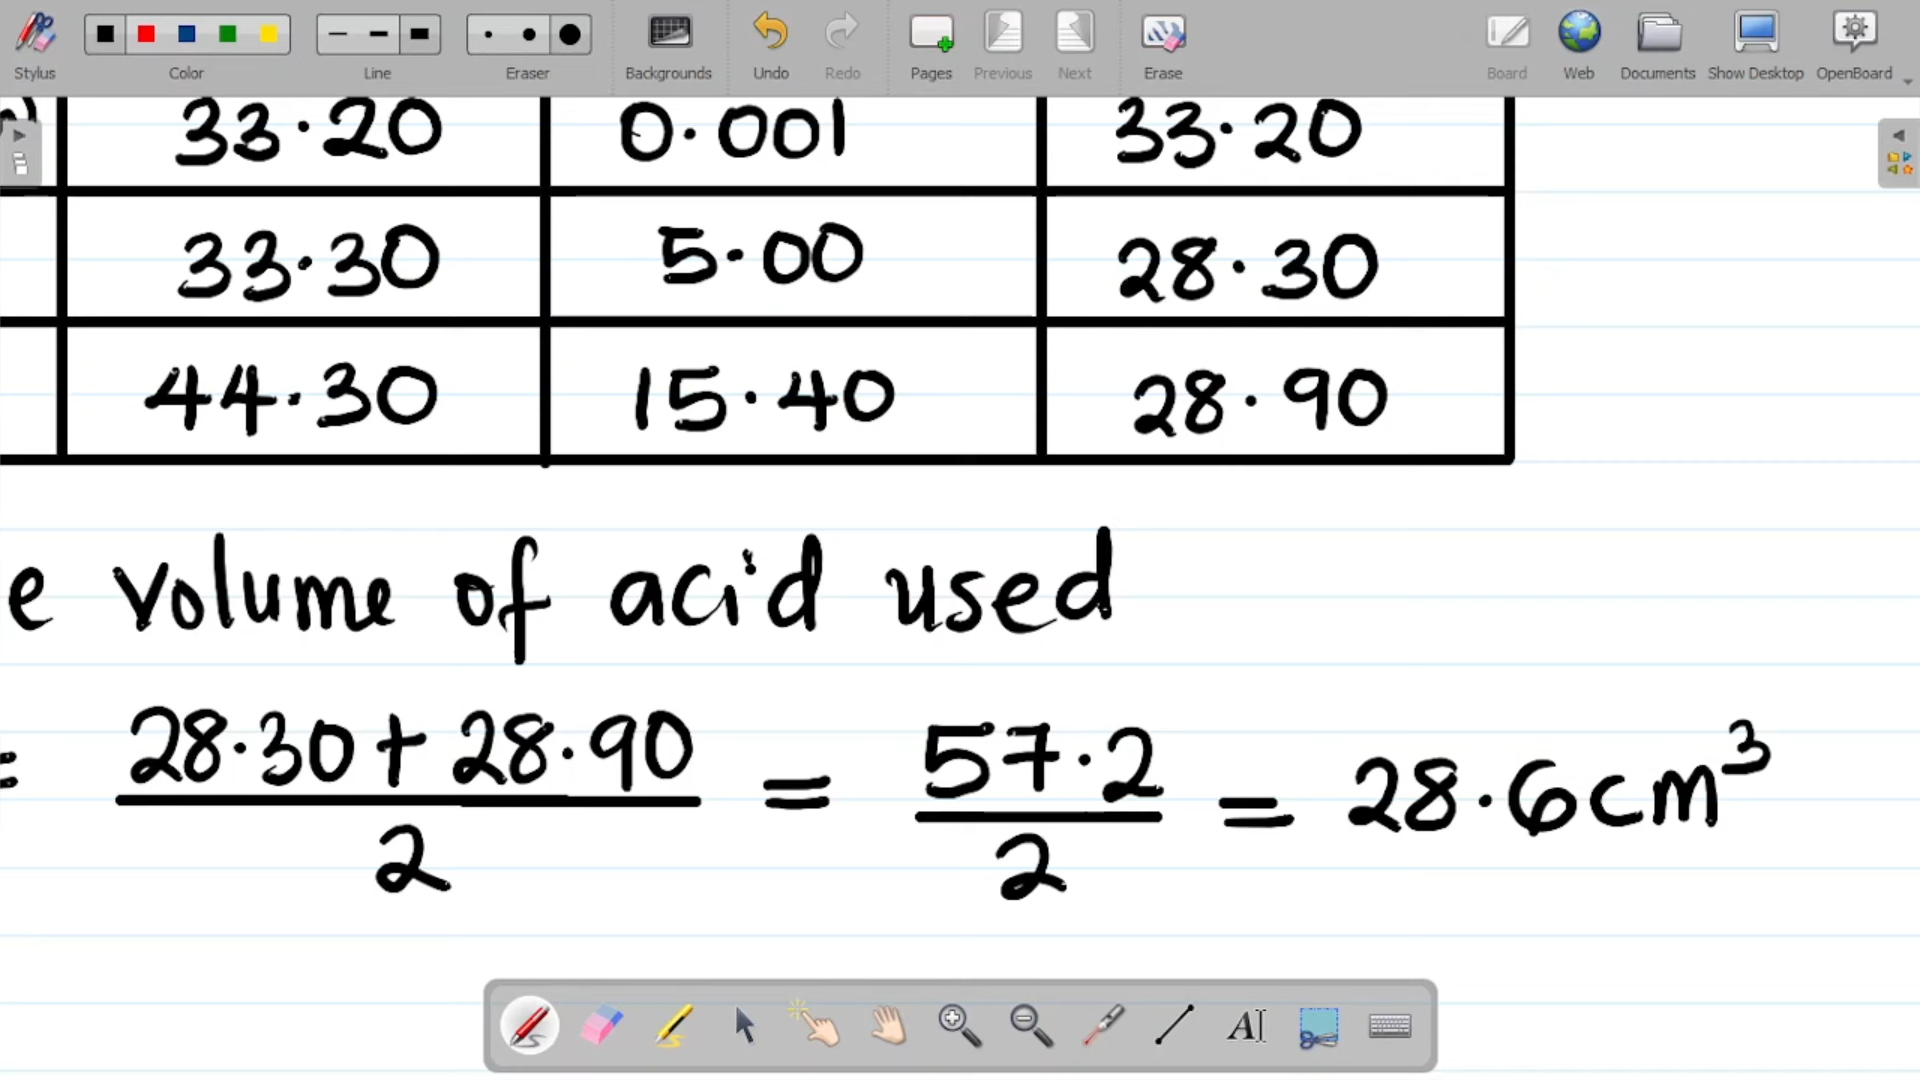 Stylus Color Line Eraser Backgrounds Undo Redo Pages Previous Next Erase Board Web Documents Show Desktop OpenBoard
33.20 0.001 33.20
33.30 5.00 28.30
44.30 15.40 28.90
e volume of acid used
= 28.30 + 28.90 / 2 = 57.2 / 2 = 28.6cm³